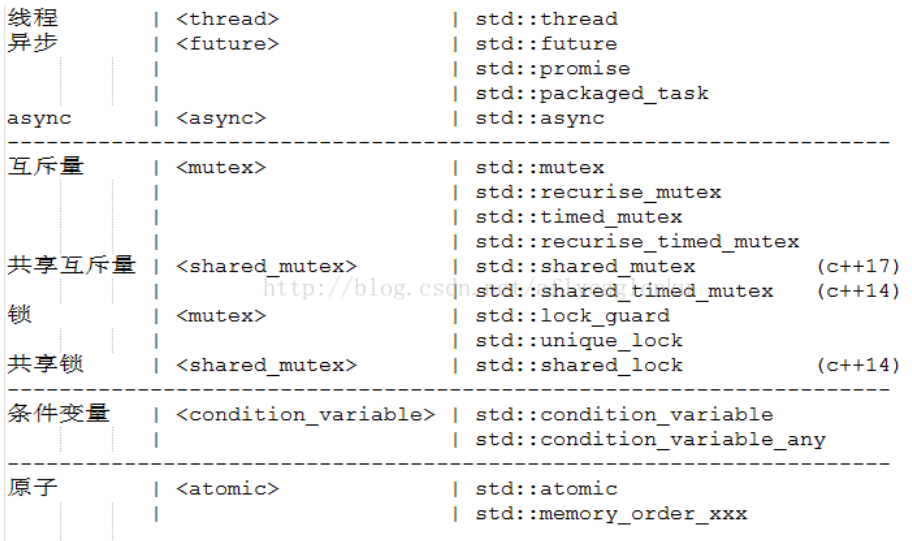 线程 | <thread> | std::thread
异步 | <future> | std::future
| | std::promise
| | std::packaged_task
async | <async> | std::async
--------------------------------------------------------------------
互斥量 | <mutex> | std::mutex
| | std::recurise_mutex
| | std::timed_mutex
| | std::recurise_timed_mutex
共享互斥量 | <shared_mutex> | std::shared_mutex (c++17)
| | std::shared_timed_mutex (c++14)
http://blog.csdn.net/
锁 | <mutex> | std::lock_guard
| | std::unique_lock
共享锁 | <shared_mutex> | std::shared_lock (c++14)
--------------------------------------------------------------------
条件变量 | <condition_variable> | std::condition_variable
| | std::condition_variable_any
--------------------------------------------------------------------
原子 | <atomic> | std::atomic
| | std::memory_order_xxx